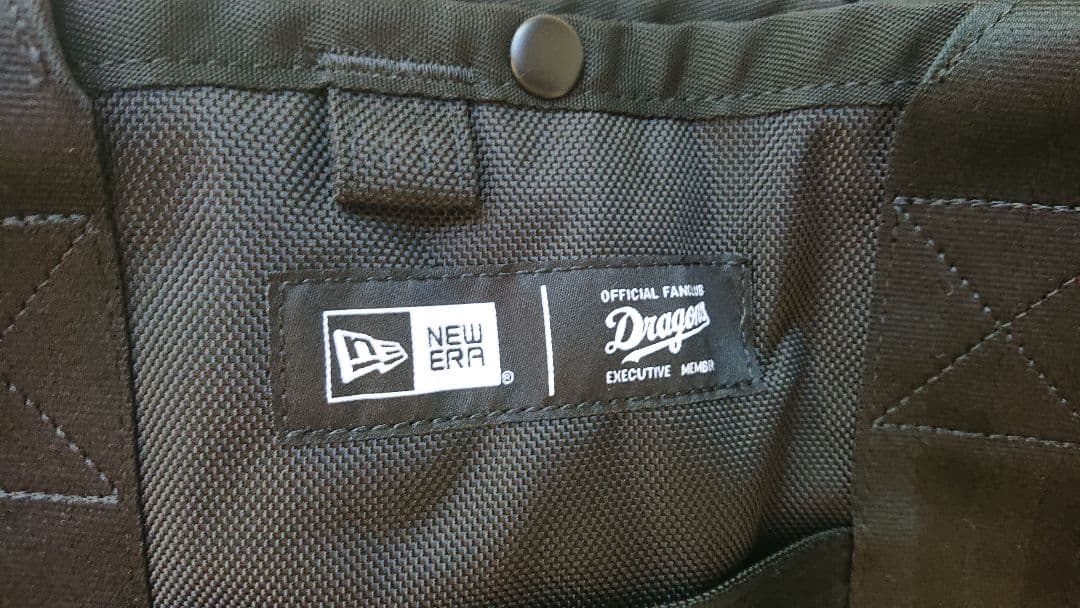 NEW
ERA
®
OFFICIAL FANCLUB
Dragons
EXECUTIVE MEMBER